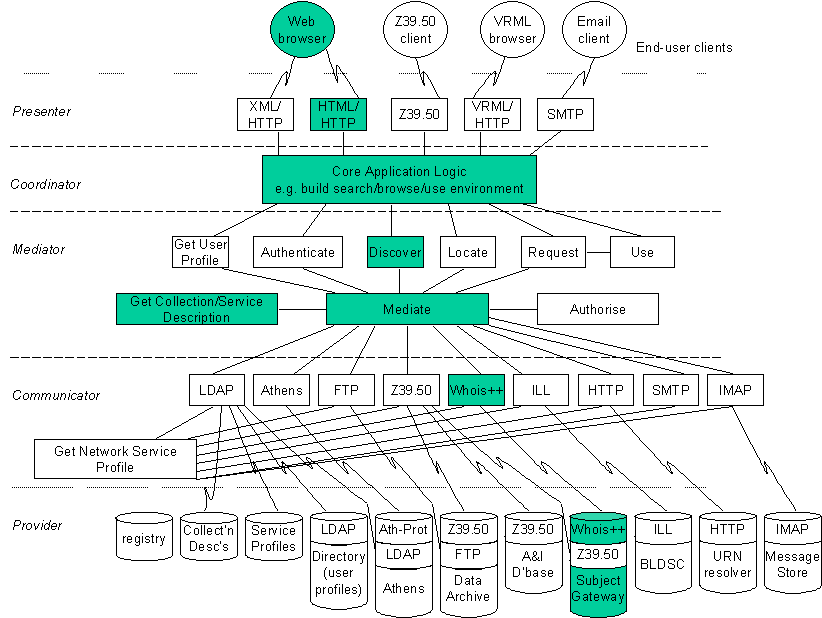 Web
browser
Z39.50
client
VRML
browser
Email
client
End-user clients
Presenter
XML/
HTTP
HTML/
HTTP
Z39.50
VRML/
HTTP
SMTP
Coordinator
Core Application Logic
e.g. build search/browse/use environment
Mediator
Get User
Profile
Authenticate
Discover
Locate
Request
Use
Get Collection/Service
Description
Mediate
Authorise
Communicator
LDAP
Athens
FTP
Z39.50
Whois++
ILL
HTTP
SMTP
IMAP
Get Network Service
Profile
Provider
registry
Collect'n
Desc's
Service
Profiles
LDAP
Directory
(user
profiles)
Ath-Prot
LDAP
Athens
Z39.50
FTP
Data
Archive
Z39.50
A&I
D'base
Whois++
Z39.50
Subject
Gateway
ILL
BLDSC
HTTP
URN
resolver
IMAP
Message
Store